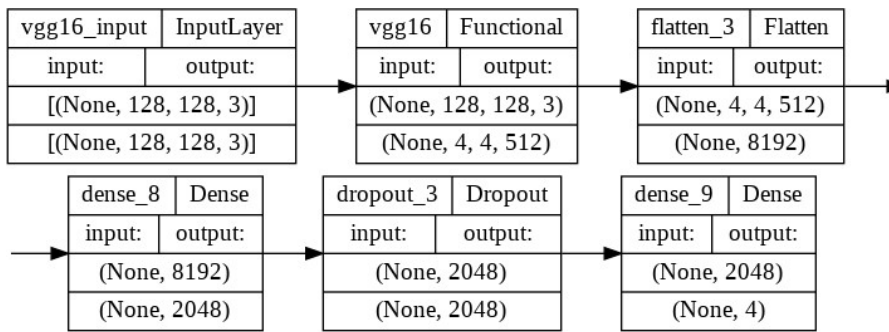 vgg16_input InputLayer
input: output:
[(None, 128, 128, 3)]
[(None, 128, 128, 3)]
vgg16 Functional
input: output:
(None, 128, 128, 3)
(None, 4, 4, 512)
flatten_3 Flatten
input: output:
(None, 4, 4, 512)
(None, 8192)
dense_8 Dense
input: output:
(None, 8192)
(None, 2048)
dropout_3 Dropout
input: output:
(None, 2048)
(None, 2048)
dense_9 Dense
input: output:
(None, 2048)
(None, 4)